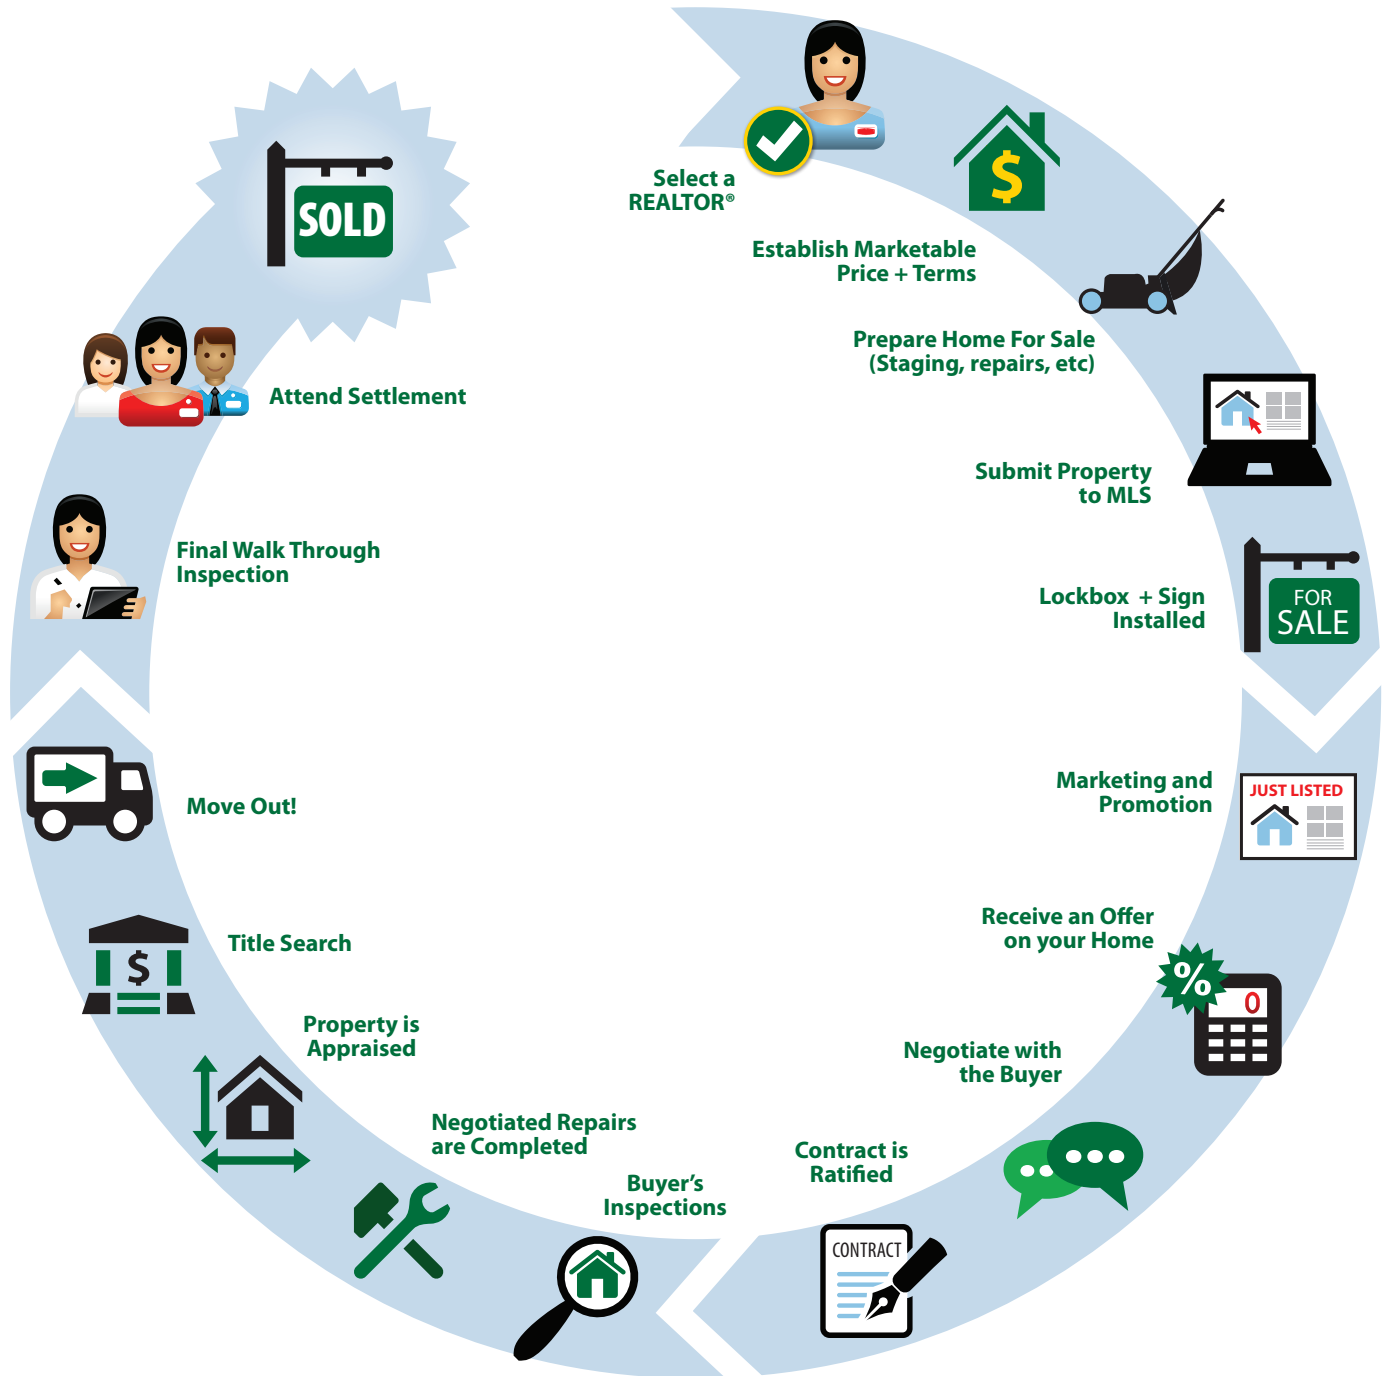 Select a
REALTOR®
$
Establish Marketable
Price + Terms
Prepare Home For Sale
(Staging, repairs, etc)
Submit Property
to MLS
Lockbox + Sign
Installed
FOR
SALE
Marketing and
Promotion
JUST LISTED
Receive an Offer
on your Home
%
0
Negotiate with
the Buyer
Contract is
Ratified
CONTRACT
Buyer's
Inspections
Negotiated Repairs
are Completed
Property is
Appraised
Title Search
$
Move Out!
Final Walk Through
Inspection
Attend Settlement
SOLD